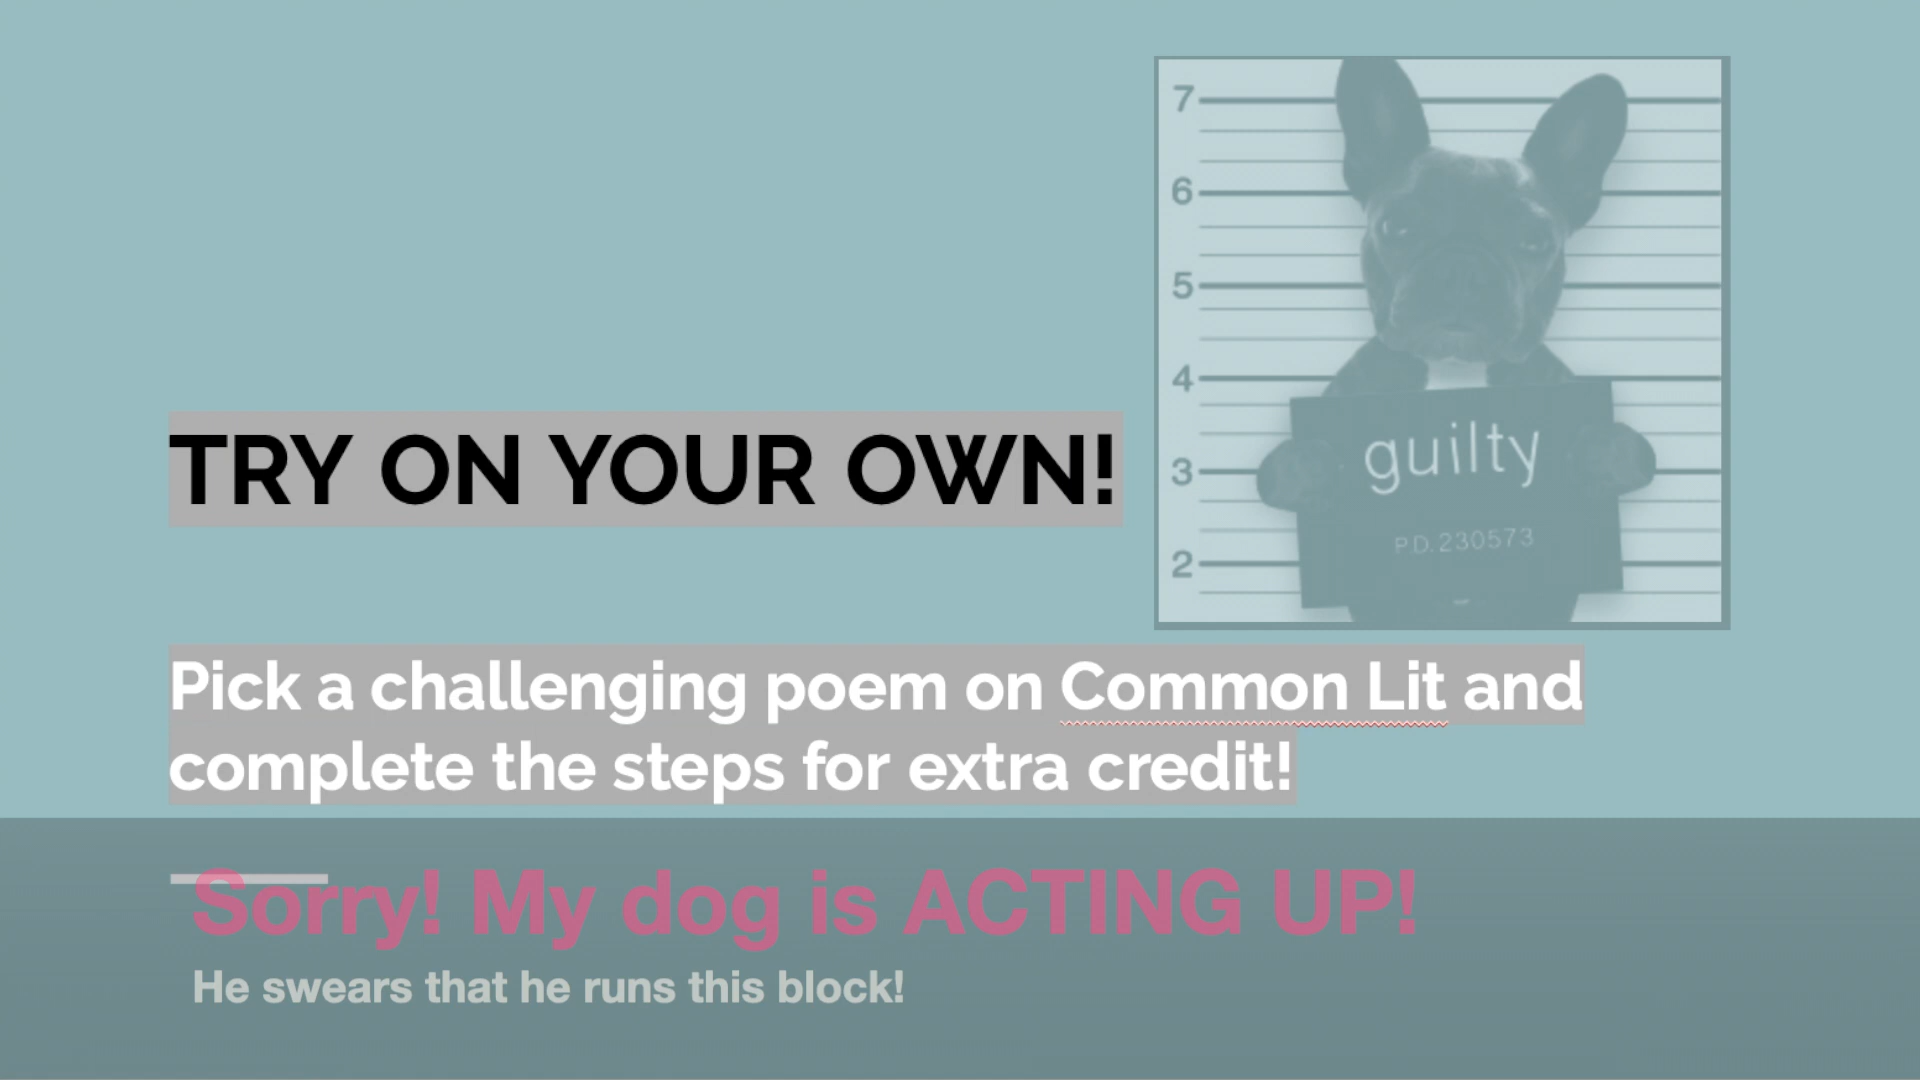 7
6
5
4
3
2
guilty
P.D. 230573
TRY ON YOUR OWN!
Pick a challenging poem on Common Lit and
complete the steps for extra credit!
Sorry! My dog is ACTING UP!
He swears that he runs this block!